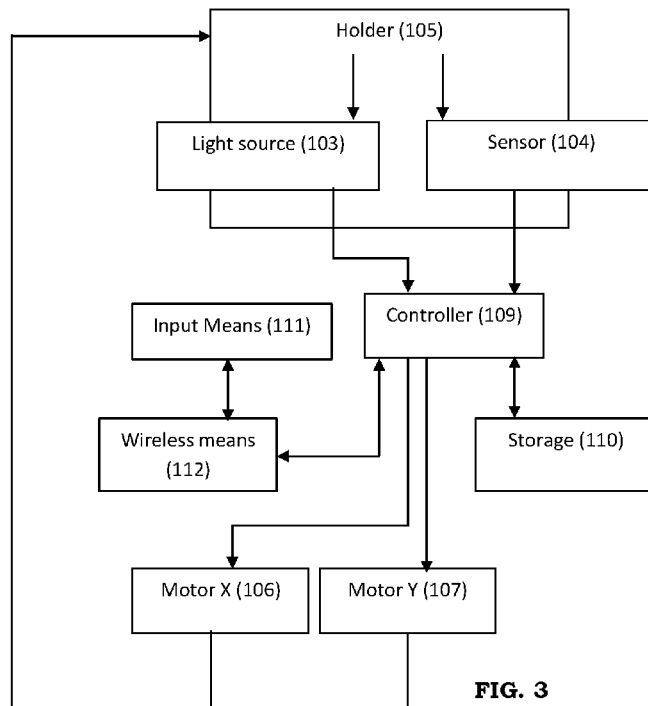 Holder (105)
Light source (103)
Sensor (104)
Controller (109)
Input Means (111)
Wireless means
(112)
Storage (110)
Motor X (106)
Motor Y (107)
FIG. 3